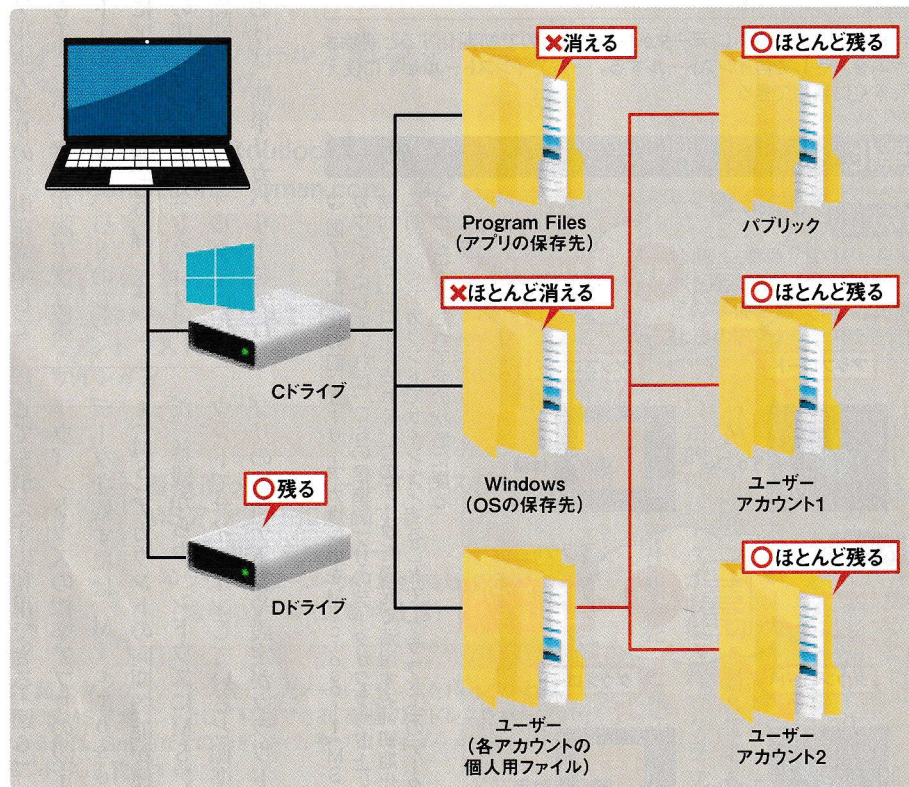 ×消える
Program Files
(アプリの保存先)
○ほとんど残る
パブリック
Cドライブ
×ほとんど消える
Windows
(OSの保存先)
○ほとんど残る
ユーザー
アカウント1
○残る
Dドライブ
ユーザー
(各アカウントの
個人用ファイル)
○ほとんど残る
ユーザー
アカウント2